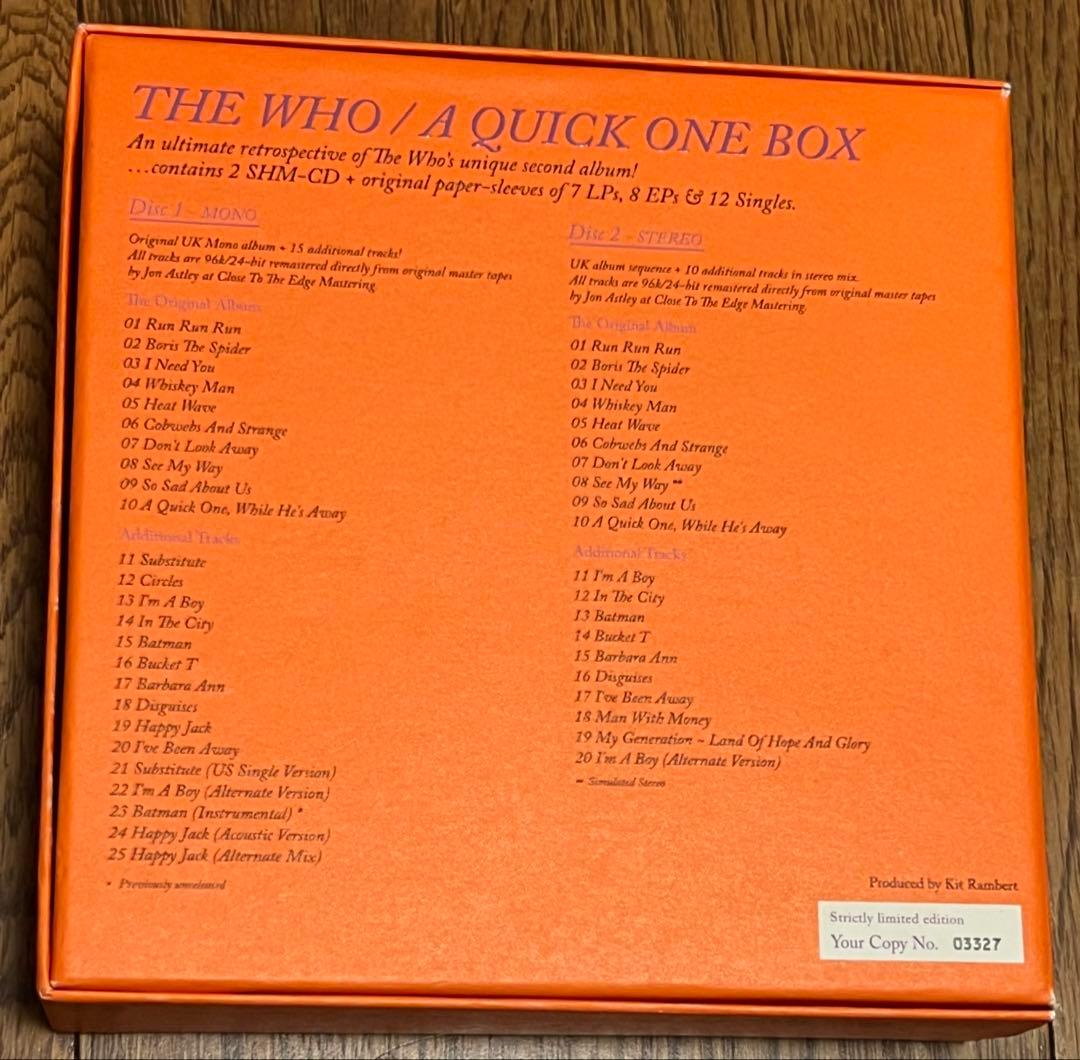 THE WHO / A QUICK ONE BOX
An ultimate retrospective of The Who's unique second album!
...contains 2 SHM-CD + original paper-sleeves of 7 LPs, 8 EPs & 12 Singles.
Disc 1 - MONO
Original UK Mono album + 15 additional tracks!
All tracks are 96k/24-bit remastered directly from original master tapes
by Jon Astley at Close To The Edge Mastering.
The Original Album
01 Run Run Run
02 Boris The Spider
03 I Need You
04 Whiskey Man
05 Heat Wave
06 Cobwebs And Strange
07 Don't Look Away
08 See My Way
09 So Sad About Us
10 A Quick One, While He's Away
Additional Tracks
11 Substitute
12 Circles
13 I'm A Boy
14 In The City
15 Batman
16 Bucket T
17 Barbara Ann
18 Disguises
19 Happy Jack
20 I've Been Away
21 Substitute (US Single Version)
22 I'm A Boy (Alternate Version)
23 Batman (Instrumental) *
24 Happy Jack (Acoustic Version)
25 Happy Jack (Alternate Mix)
* Previously unreleased
Disc 2 - STEREO
UK album sequence + 10 additional tracks in stereo mix.
All tracks are 96k/24-bit remastered directly from original master tapes
by Jon Astley at Close To The Edge Mastering.
The Original Album
01 Run Run Run
02 Boris The Spider
03 I Need You
04 Whiskey Man
05 Heat Wave
06 Cobwebs And Strange
07 Don't Look Away
08 See My Way **
09 So Sad About Us
10 A Quick One, While He's Away
Additional Tracks
11 I'm A Boy
12 In The City
13 Batman
14 Bucket T
15 Barbara Ann
16 Disguises
17 I've Been Away
18 Man With Money
19 My Generation ~ Land Of Hope And Glory
20 I'm A Boy (Alternate Version)
** Simulated Stereo
Produced by Kit Rambert
Strictly limited edition
Your Copy No. 03327